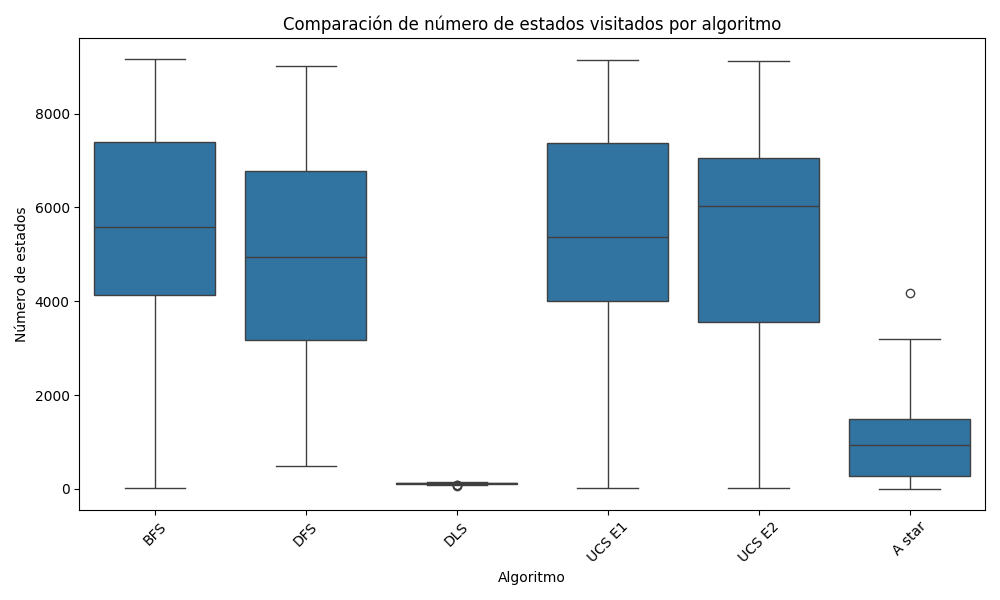 Comparación de número de estados visitados por algoritmo
Número de estados
8000
6000
4000
2000
0
BFS
DFS
DLS
UCS E1
UCS E2
A star
Algoritmo